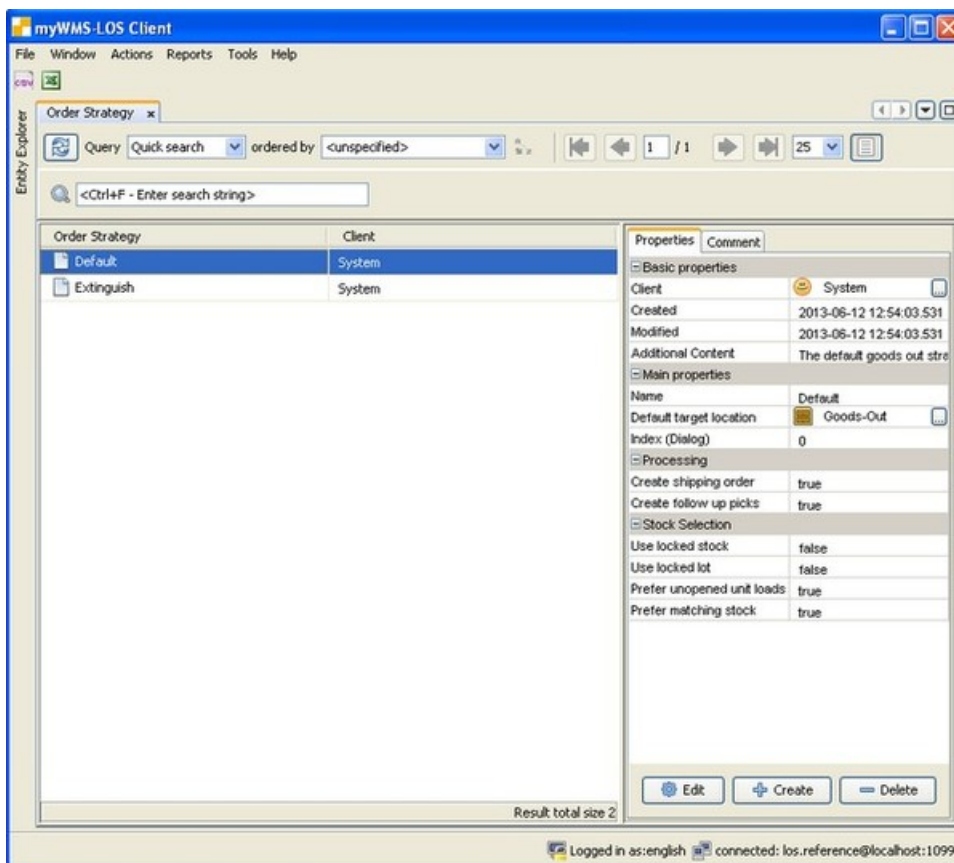 myWMS-LOS Client
File Window Actions Reports Tools Help
csv
Entity Explorer
Order Strategy x
Query Quick search ordered by <unspecified> 1 / 1 25
<Ctrl+F - Enter search string>
Order Strategy Client
Default System
Extinguish System
Result total size 2
Properties Comment
Basic properties
Client System ...
Created 2013-06-12 12:54:03.531
Modified 2013-06-12 12:54:03.531
Additional Content The default goods out stra
Main properties
Name Default
Default target location Goods-Out ...
Index (Dialog) 0
Processing
Create shipping order true
Create follow up picks true
Stock Selection
Use locked stock false
Use locked lot false
Prefer unopened unit loads true
Prefer matching stock true
Edit Create Delete
Logged in as:english connected: los.reference@localhost:1099